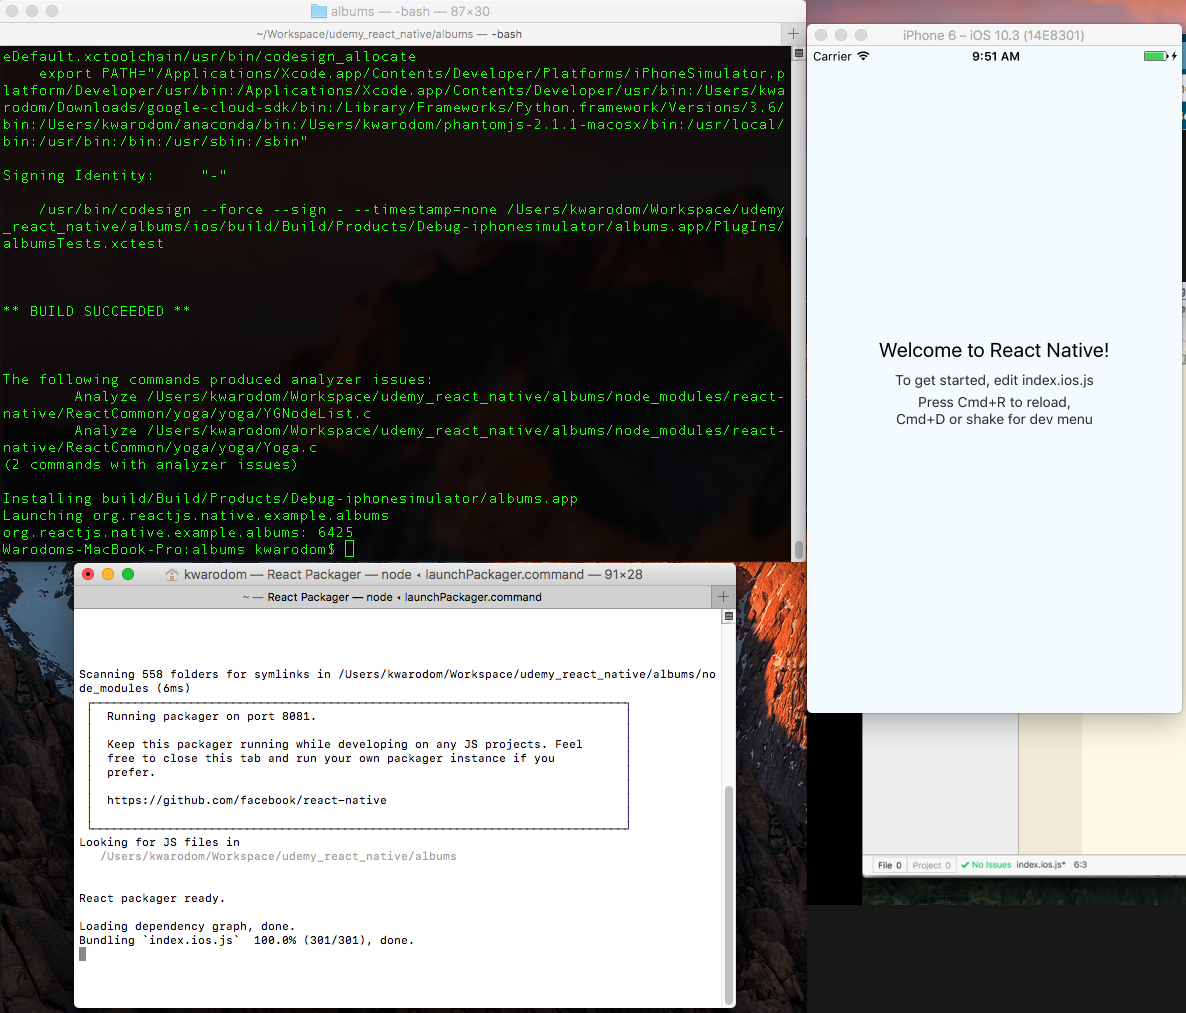 albums — -bash — 87×30
~/Workspace/udemy_react_native/albums — -bash
eDefault.xctoolchain/usr/bin/codesign_allocate
export PATH="/Applications/Xcode.app/Contents/Developer/Platforms/iPhoneSimulator.p
latform/Developer/usr/bin:/Applications/Xcode.app/Contents/Developer/usr/bin:/Users/kwa
rodom/Downloads/google-cloud-sdk/bin:/Library/Frameworks/Python.framework/Versions/3.6/
bin:/Users/kwarodom/anaconda/bin:/Users/kwarodom/phantomjs-2.1.1-macosx/bin:/usr/local/
bin:/usr/bin:/bin:/usr/sbin:/sbin"
Signing Identity:     "-"
/usr/bin/codesign --force --sign - --timestamp=none /Users/kwarodom/Workspace/udemy
_react_native/albums/ios/build/Build/Products/Debug-iphonesimulator/albums.app/PlugIns/
albumsTests.xctest
** BUILD SUCCEEDED **
The following commands produced analyzer issues:
Analyze /Users/kwarodom/Workspace/udemy_react_native/albums/node_modules/react-
native/ReactCommon/yoga/yoga/YGNodeList.c
Analyze /Users/kwarodom/Workspace/udemy_react_native/albums/node_modules/react-
native/ReactCommon/yoga/yoga/Yoga.c
(2 commands with analyzer issues)
Installing build/Build/Products/Debug-iphonesimulator/albums.app
Launching org.reactjs.native.example.albums
org.reactjs.native.example.albums: 6425
Warodoms-MacBook-Pro:albums kwarodom$
iPhone 6 – iOS 10.3 (14E8301)
Carrier 9:51 AM
Welcome to React Native!
To get started, edit index.ios.js
Press Cmd+R to reload,
Cmd+D or shake for dev menu
kwarodom — React Packager — node ◂ launchPackager.command — 91×28
~ — React Packager — node ◂ launchPackager.command
Scanning 558 folders for symlinks in /Users/kwarodom/Workspace/udemy_react_native/albums/no
de_modules (6ms)
Running packager on port 8081.
Keep this packager running while developing on any JS projects. Feel
free to close this tab and run your own packager instance if you
prefer.
https://github.com/facebook/react-native
Looking for JS files in
/Users/kwarodom/Workspace/udemy_react_native/albums
React packager ready.
Loading dependency graph, done.
Bundling `index.ios.js`  100.0% (301/301), done.
File 0 Project 0 ✓ No Issues index.ios.js* 6:3